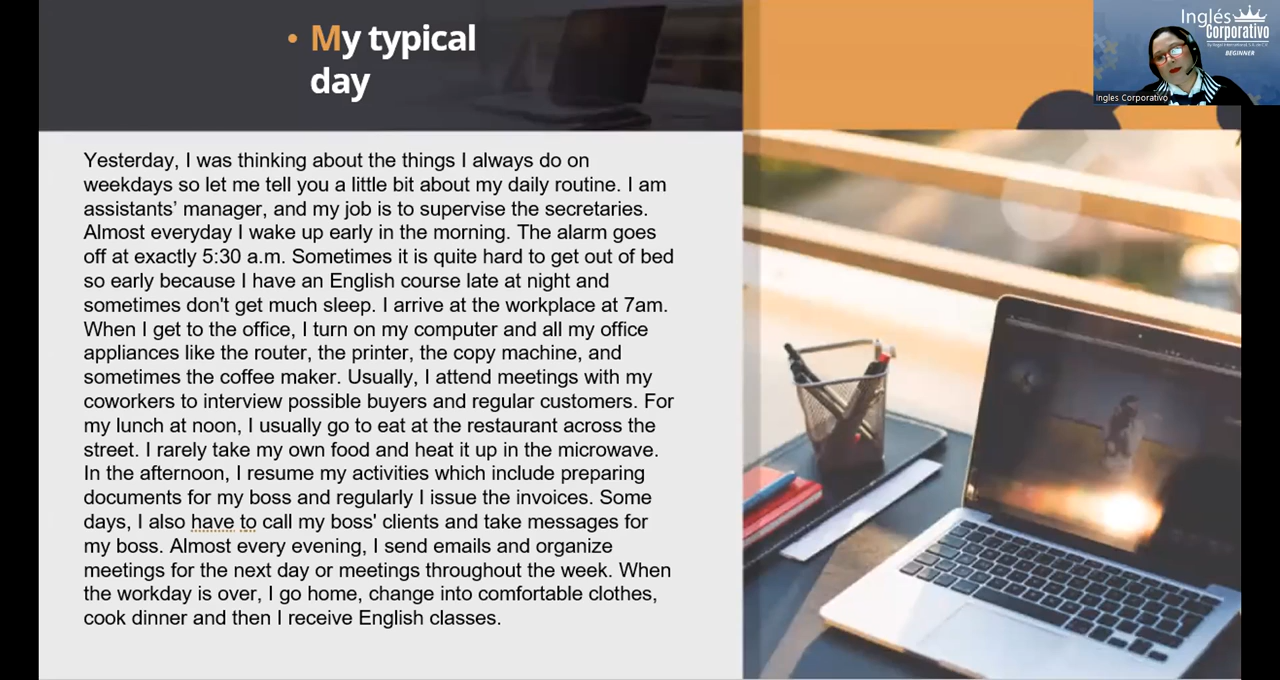 • My typical
day
Yesterday, I was thinking about the things I always do on
weekdays so let me tell you a little bit about my daily routine. I am
assistants’ manager, and my job is to supervise the secretaries.
Almost everyday I wake up early in the morning. The alarm goes
off at exactly 5:30 a.m. Sometimes it is quite hard to get out of bed
so early because I have an English course late at night and
sometimes don't get much sleep. I arrive at the workplace at 7am.
When I get to the office, I turn on my computer and all my office
appliances like the router, the printer, the copy machine, and
sometimes the coffee maker. Usually, I attend meetings with my
coworkers to interview possible buyers and regular customers. For
my lunch at noon, I usually go to eat at the restaurant across the
street. I rarely take my own food and heat it up in the microwave.
In the afternoon, I resume my activities which include preparing
documents for my boss and regularly I issue the invoices. Some
days, I also have to call my boss' clients and take messages for
my boss. Almost every evening, I send emails and organize
meetings for the next day or meetings throughout the week. When
the workday is over, I go home, change into comfortable clothes,
cook dinner and then I receive English classes.
Inglés
Corporativo
BEGINNER
Ingles Corporativo